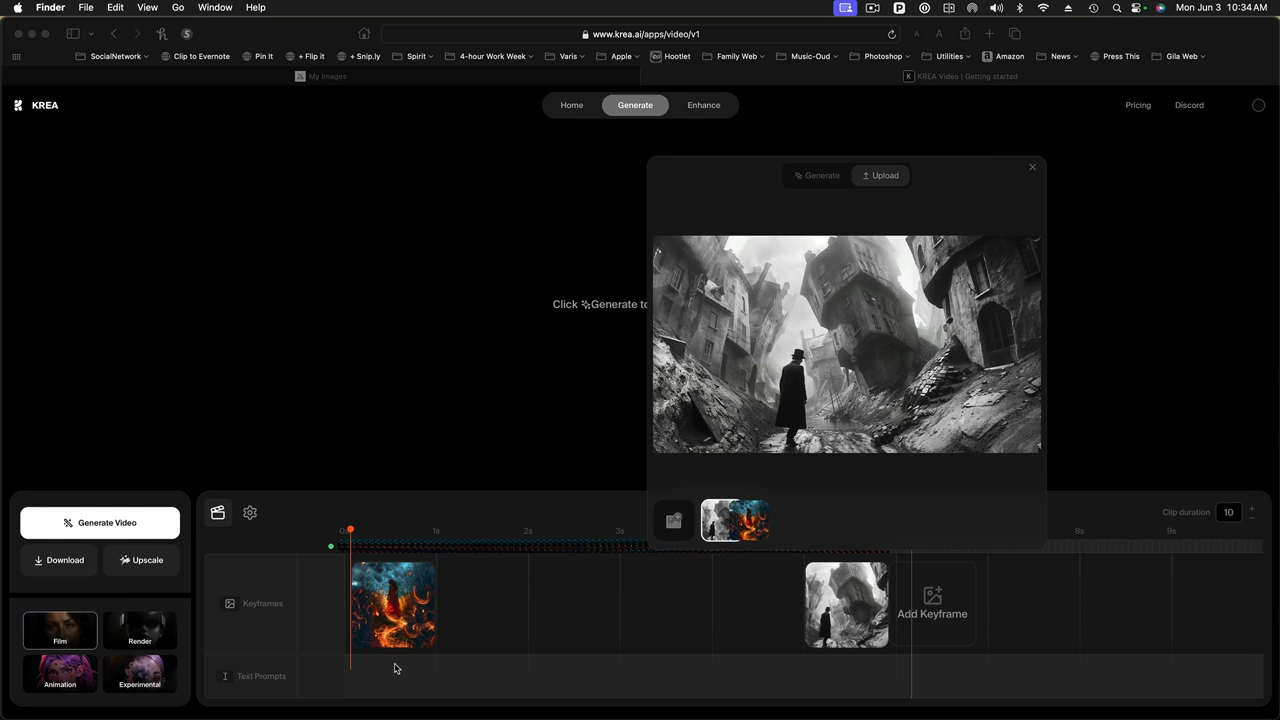 Finder File Edit View Go Window Help Mon Jun 3 10:34 AM
www.krea.ai/apps/video/v1
SocialNetwork Clip to Evernote Pin It + Flip it + Snip.ly Spirit 4-hour Work Week Varis Apple Hootlet Family Web Music-Oud Photoshop Utilities Amazon News Press This Gila Web
My Images K KREA Video | Getting started
KREA Home Generate Enhance Pricing Discord
Generate Upload
Click Generate to
Generate Video
Download Upscale
Film Render
Animation Experimental
Clip duration 10 + −
0s 1s 2s 3s 8s 9s
Keyframes
Add Keyframe
Text Prompts